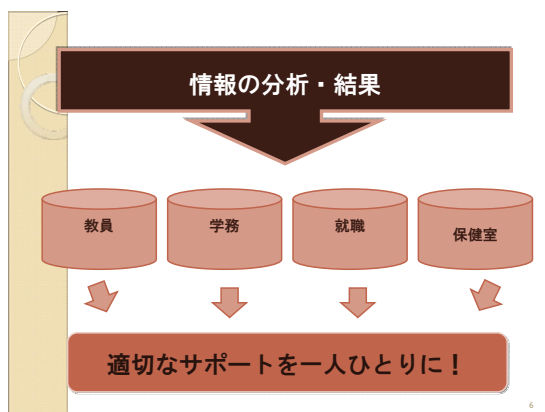 情報の分析・結果
教員
学務
就職
保健室
適切なサポートを一人ひとりに！
6